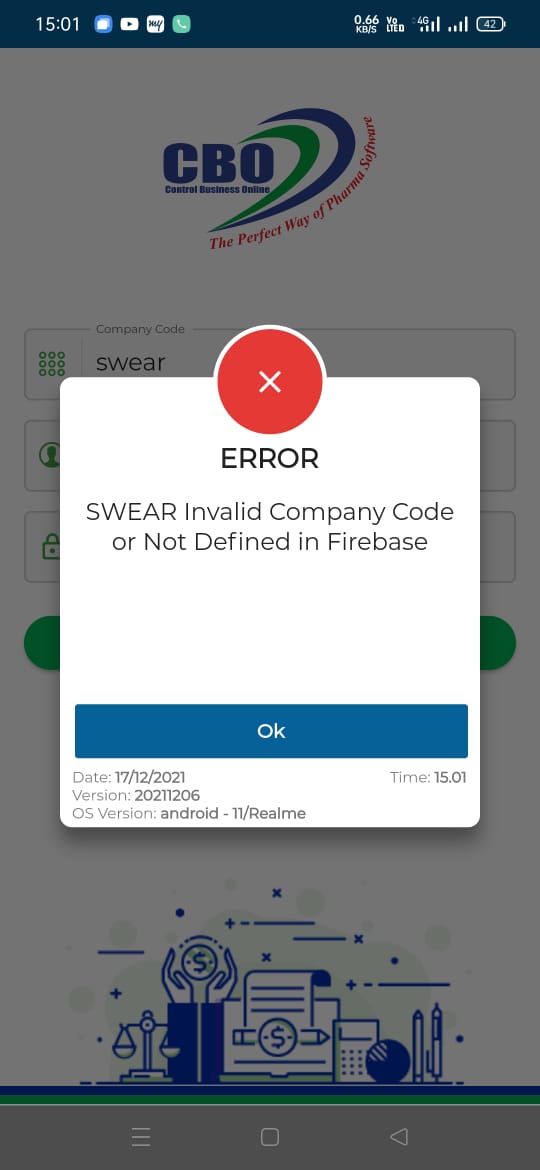 15:01
my
0.66
KB/S
Vo
LTED
4G
42
CBO
Control Business Online
The Perfect Way of Pharma Software
Company Code
swear
ERROR
SWEAR Invalid Company Code
or Not Defined in Firebase
Ok
Date: 17/12/2021 Time: 15.01
Version: 20211206
OS Version: android - 11/Realme